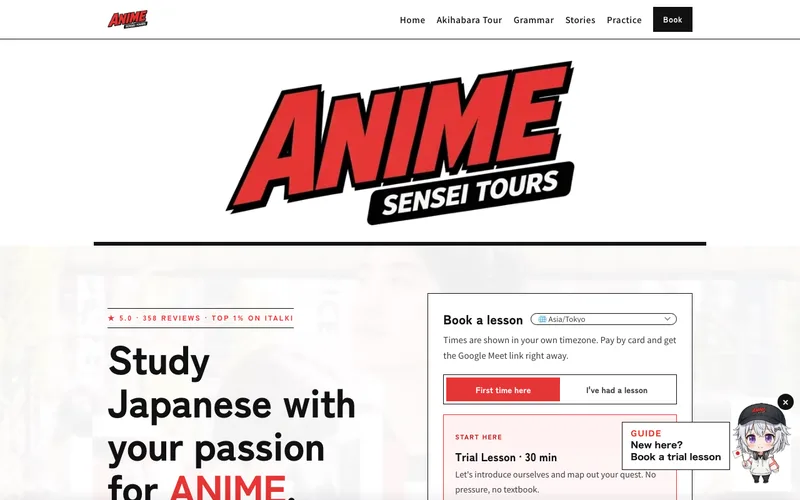 ANIME
SENSEI TOURS
Home
Akihabara Tour
Grammar
Stories
Practice
Book
ANIME
SENSEI TOURS
★ 5.0 · 358 REVIEWS · TOP 1% ON ITALKI
Study
Japanese with
your passion
for ANIME.
Book a lesson
Asia/Tokyo
Times are shown in your own timezone. Pay by card and get
the Google Meet link right away.
First time here
I've had a lesson
START HERE
Trial Lesson · 30 min
Let's introduce ourselves and map out your quest. No
pressure, no textbook.
GUIDE
New here?
Book a trial lesson
×